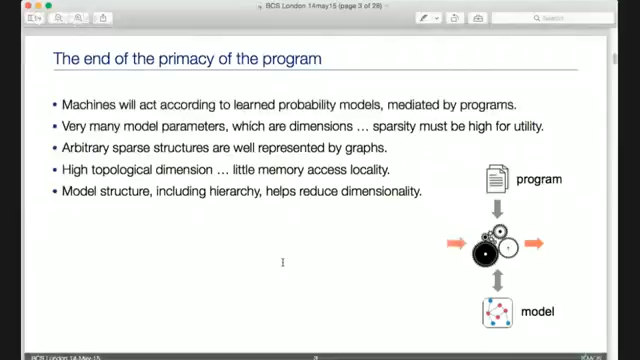 BCS London 14may15 (page 3 of 28)
Search
The end of the primacy of the program
• Machines will act according to learned probability models, mediated by programs.
• Very many model parameters, which are dimensions … sparsity must be high for utility.
• Arbitrary sparse structures are well represented by graphs.
• High topological dimension … little memory access locality.
• Model structure, including hierarchy, helps reduce dimensionality.
program
model
BCS London 14-May-15